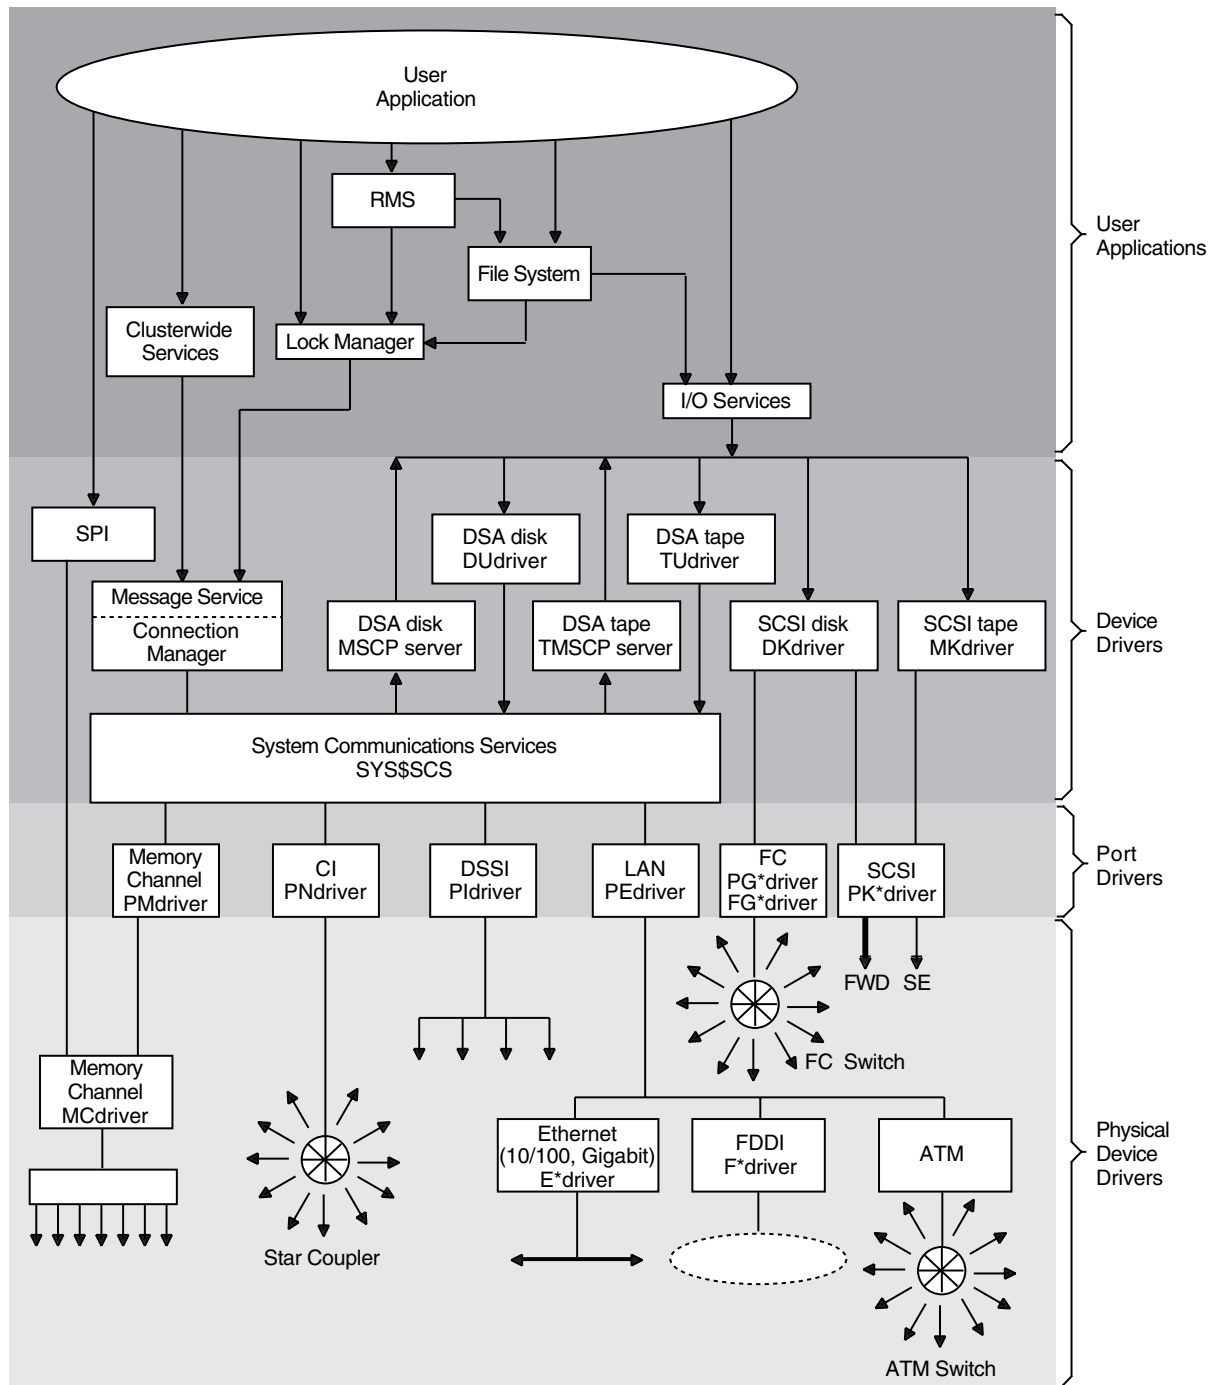 User
Application
RMS
User
Applications
File System
Clusterwide
Services
Lock Manager
I/O Services
SPI
DSA disk
DUdriver
DSA tape
TUdriver
Message Service
Connection
Manager
DSA disk
MSCP server
DSA tape
TMSCP server
SCSI disk
DKdriver
SCSI tape
MKdriver
Device
Drivers
System Communications Services
SYS$SCS
Memory
Channel
PMdriver
CI
PNdriver
DSSI
PIdriver
LAN
PEdriver
FC
PG*driver
FG*driver
SCSI
PK*driver
Port
Drivers
FWD
SE
FC Switch
Memory
Channel
MCdriver
Ethernet
(10/100, Gigabit)
E*driver
FDDI
F*driver
ATM
Physical
Device
Drivers
Star Coupler
ATM Switch